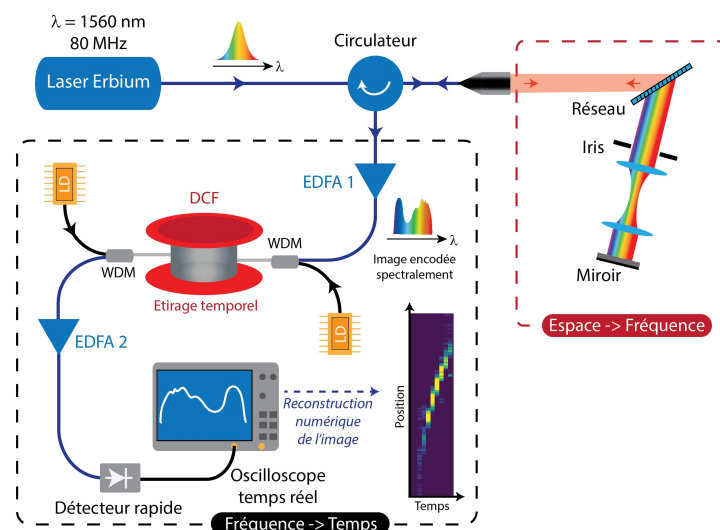 λ = 1560 nm
80 MHz
Laser Erbium
λ
Circulateur
Réseau
Iris
Miroir
Espace -> Fréquence
EDFA 1
LD
DCF
WDM
WDM
Etirage temporel
λ
Image encodée
spectralement
LD
EDFA 2
Reconstruction
numérique
de l'image
Position
Temps
Oscilloscope
temps réel
Détecteur rapide
Fréquence -> Temps